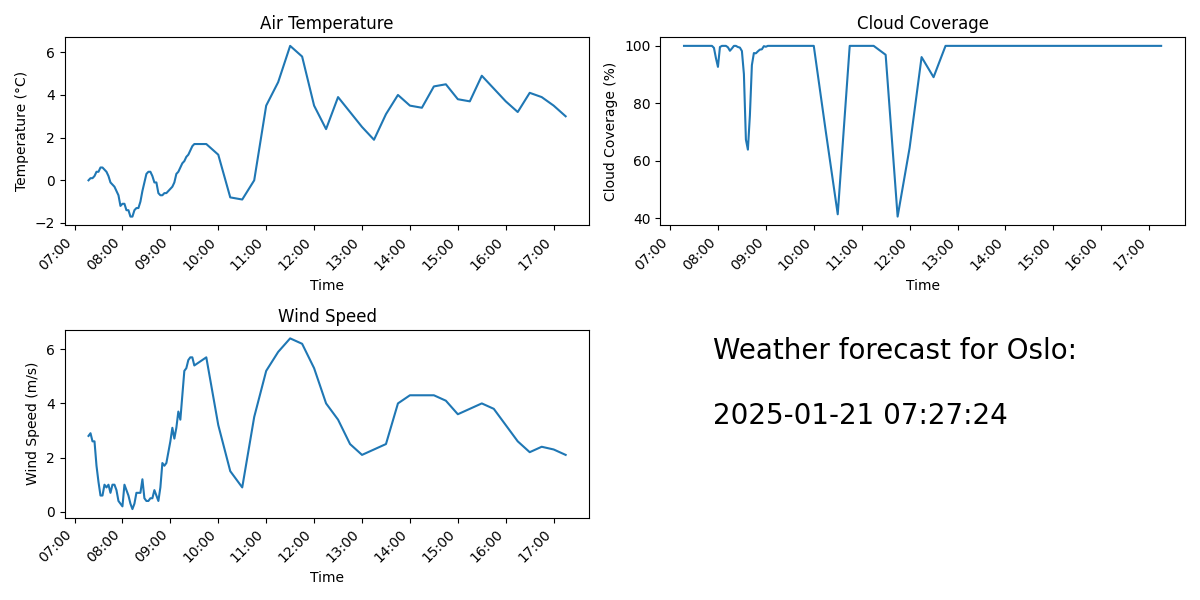 Air Temperature
Temperature (°C)
6
4
2
0
−2
07:00 08:00 09:00 10:00 11:00 12:00 13:00 14:00 15:00 16:00 17:00
Time
Cloud Coverage
Cloud Coverage (%)
100
80
60
40
07:00 08:00 09:00 10:00 11:00 12:00 13:00 14:00 15:00 16:00 17:00
Time
Wind Speed
Wind Speed (m/s)
6
4
2
0
07:00 08:00 09:00 10:00 11:00 12:00 13:00 14:00 15:00 16:00 17:00
Time
Weather forecast for Oslo:
2025-01-21 07:27:24